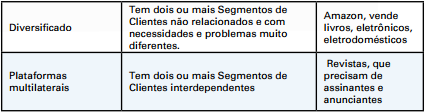 Diversificado
Tem dois ou mais Segmentos de
Clientes não relacionados e com
necessidades e problemas muito
diferentes.
Amazon, vende
livros, eletrônicos,
eletrodomésticos
Plataformas
multilaterais
Tem dois ou mais Segmentos de
Clientes interdependentes
Revistas, que
precisam de
assinantes e
anunciantes